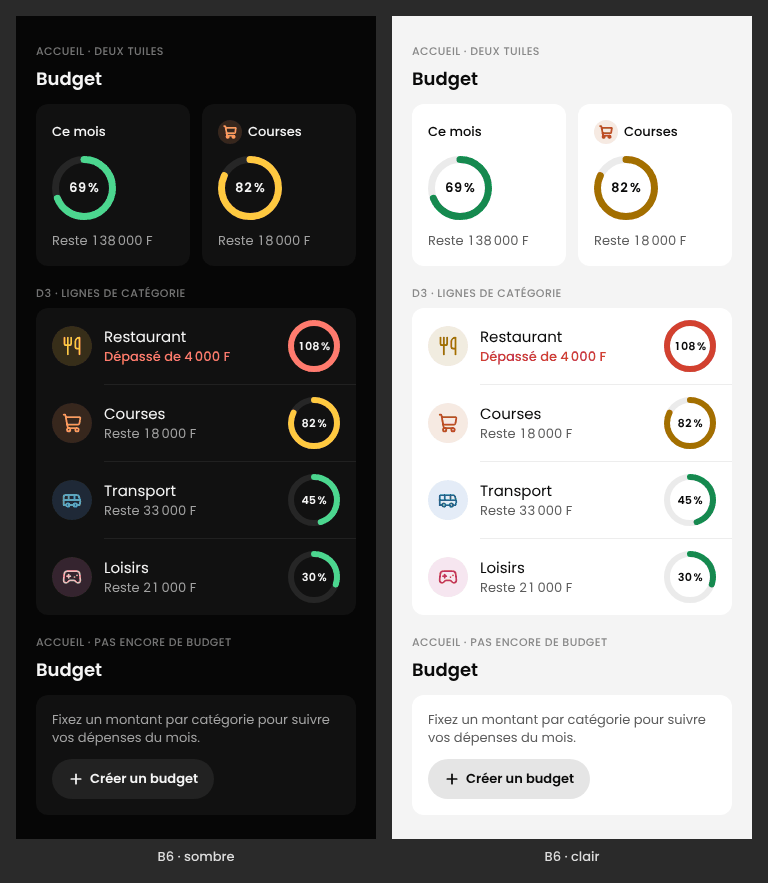 ACCUEIL · DEUX TUILES
Budget
Ce mois
Courses
69 %
82 %
Reste 138 000 F
Reste 18 000 F
D3 · LIGNES DE CATÉGORIE
Restaurant
Dépassé de 4 000 F
108 %
Courses
Reste 18 000 F
82 %
Transport
Reste 33 000 F
45 %
Loisirs
Reste 21 000 F
30 %
ACCUEIL · PAS ENCORE DE BUDGET
Budget
Fixez un montant par catégorie pour suivre
vos dépenses du mois.
+ Créer un budget
B6 · sombre
ACCUEIL · DEUX TUILES
Budget
Ce mois
Courses
69 %
82 %
Reste 138 000 F
Reste 18 000 F
D3 · LIGNES DE CATÉGORIE
Restaurant
Dépassé de 4 000 F
108 %
Courses
Reste 18 000 F
82 %
Transport
Reste 33 000 F
45 %
Loisirs
Reste 21 000 F
30 %
ACCUEIL · PAS ENCORE DE BUDGET
Budget
Fixez un montant par catégorie pour suivre
vos dépenses du mois.
+ Créer un budget
B6 · clair